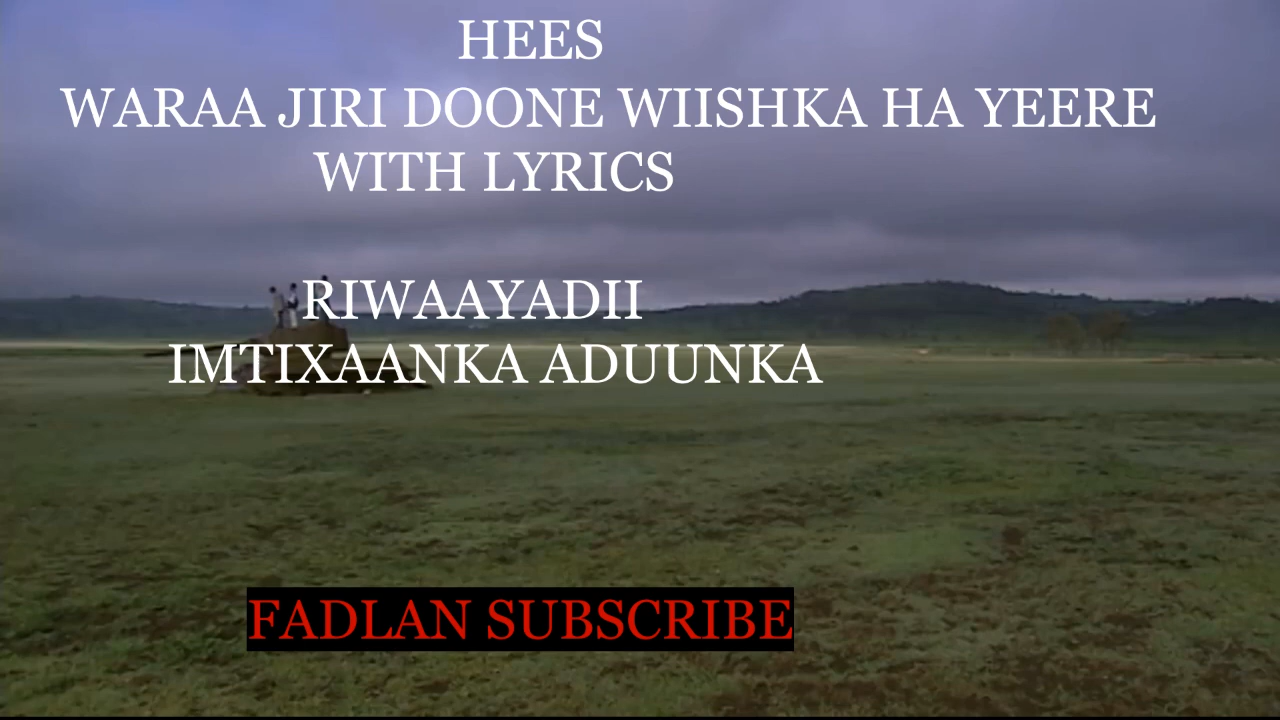 HEES
WARAA JIRI DOONE WIISHKA HA YEERE
WITH LYRICS
RIWAAYADII
IMTIXAANKA ADUUNKA
FADLAN SUBSCRIBE